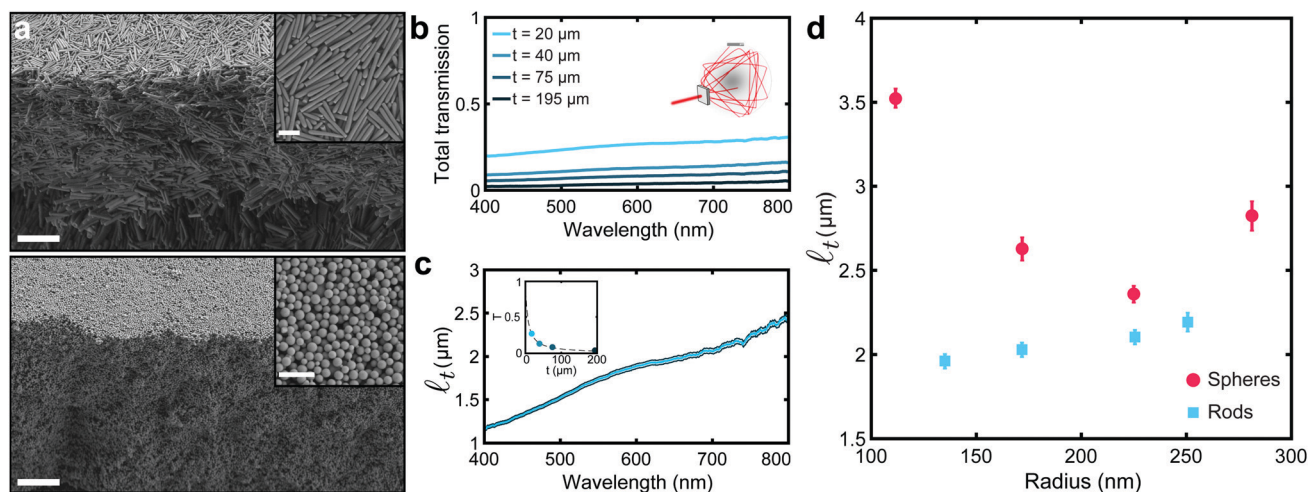 a
b
1
0.5
0
Total transmission
t = 20 µm
t = 40 µm
t = 75 µm
t = 195 µm
400
500
600
700
800
Wavelength (nm)
c
3
2.5
2
1.5
1
ℓt (µm)
1
0.5
0
T
0
100
200
t (µm)
400
500
600
700
800
Wavelength (nm)
d
4
3.5
3
2.5
2
1.5
ℓt (µm)
Spheres
Rods
100
150
200
250
300
Radius (nm)